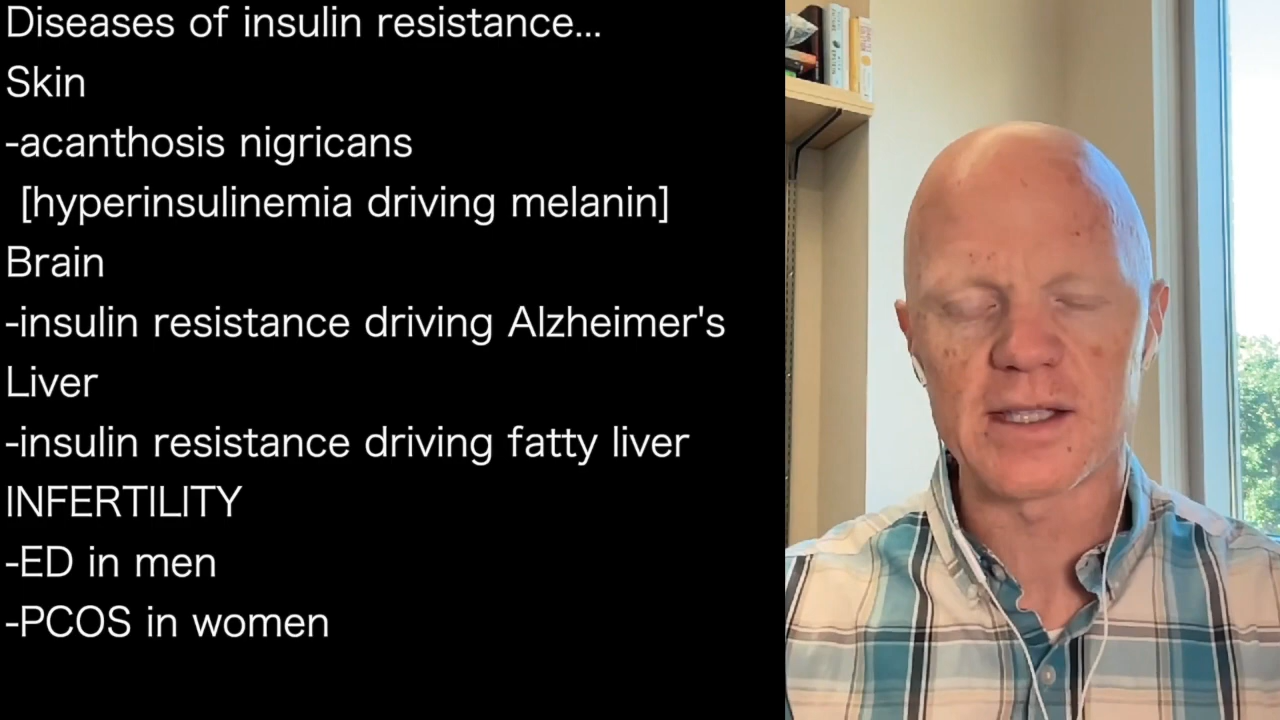 Diseases of insulin resistance...
Skin
-acanthosis nigricans
[hyperinsulinemia driving melanin]
Brain
-insulin resistance driving Alzheimer's
Liver
-insulin resistance driving fatty liver
INFERTILITY
-ED in men
-PCOS in women